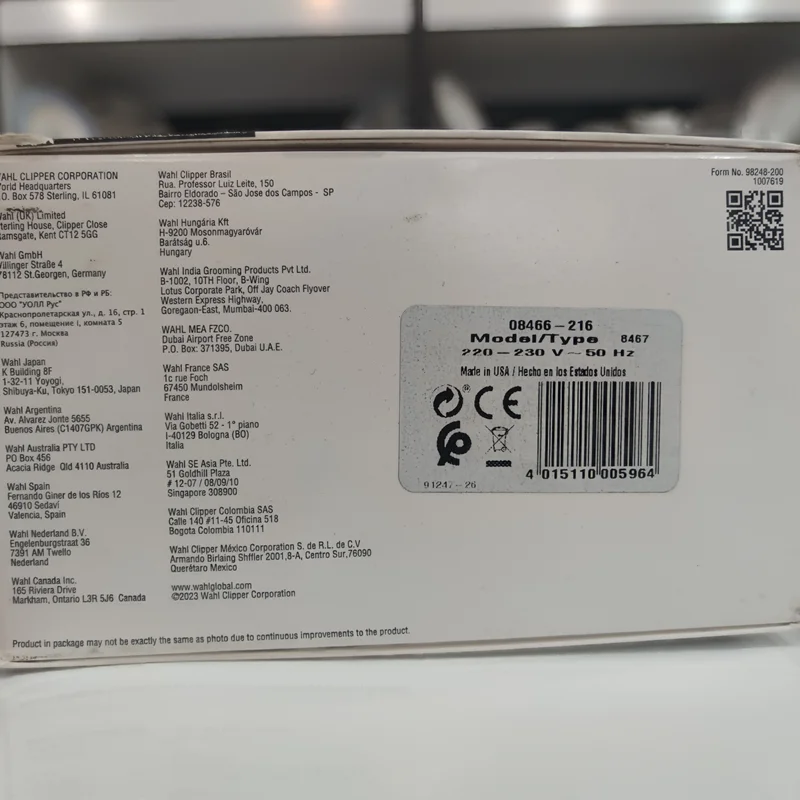 WAHL CLIPPER CORPORATION
World Headquarters
P.O. Box 578 Sterling, IL 61081
Wahl (UK) Limited
Sterling House, Clipper Close
Ramsgate, Kent CT12 5GG
Wahl GmbH
Villinger Straße 4
78112 St.Georgen, Germany
Представительство в РФ и РБ:
ООО "УОЛЛ Рус"
Краснопролетарская ул., д. 16, стр. 1
этаж 6, помещение i, комната 5
127473 г. Москва
Russia (Россия)
Wahl Japan
K Building 8F
1-32-11 Yoyogi,
Shibuya-Ku, Tokyo 151-0053, Japan
Wahl Argentina
Av. Alvarez Jonte 5655
Buenos Aires (C1407GPK) Argentina
Wahl Australia PTY LTD
PO Box 456
Acacia Ridge Qld 4110 Australia
Wahl Spain
Fernando Giner de los Ríos 12
46910 Sedaví
Valencia, Spain
Wahl Nederland B.V.
Engelenburgstraat 36
7391 AM Twello
Nederland
Wahl Canada Inc.
165 Riviera Drive
Markham, Ontario L3R 5J6 Canada
Wahl Clipper Brasil
Rua. Professor Luiz Leite, 150
Bairro Eldorado – São Jose dos Campos - SP
Cep: 12238-576
Wahl Hungária Kft
H-9200 Mosonmagyaróvár
Barátság u.6.
Hungary
Wahl India Grooming Products Pvt Ltd.
B-1002, 10TH Floor, B-Wing
Lotus Corporate Park, Off Jay Coach Flyover
Western Express Highway,
Goregaon-East, Mumbai-400 063.
WAHL MEA FZCO.
Dubai Airport Free Zone
P.O. Box: 371395, Dubai U.A.E.
Wahl France SAS
1c rue Foch
67450 Mundolsheim
France
Wahl Italia s.r.l.
Via Gobetti 52 - 1° piano
I-40129 Bologna (BO)
Italia
Wahl SE Asia Pte. Ltd.
51 Goldhill Plaza
# 12-07 / 08/09/10
Singapore 308900
Wahl Clipper Colombia SAS
Calle 140 #11-45 Oficina 518
Bogota Colombia 110111
Wahl Clipper México Corporation S. de R.L. de C.V
Armando Birlaing Shffler 2001,8-A, Centro Sur,76090
Querétaro Mexico
www.wahlglobal.com
©2023 Wahl Clipper Corporation
Form No. 98248-200
1007619
08466-216
Model/Type 8467
220-230 V ~ 50 Hz
Made in USA / Hecho en los Estados Unidos
CE
4 015110 005964
91247-26
Product in package may not be exactly the same as photo due to continuous improvements to the product.